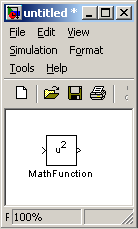 untitled *
File Edit View
Simulation Format
Tools Help
u²
MathFunction
F 100%